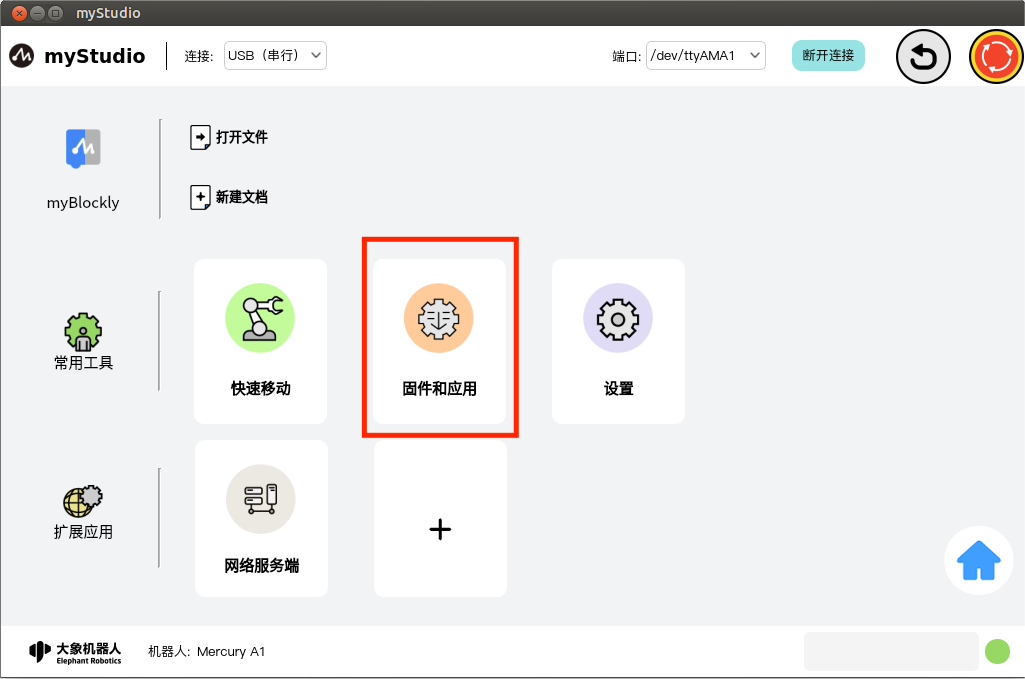 myStudio
myStudio
连接: USB（串行）
端口: /dev/ttyAMA1
断开连接
myBlockly
打开文件
新建文档
常用工具
快速移动
固件和应用
设置
扩展应用
网络服务端
大象机器人
Elephant Robotics
机器人: Mercury A1